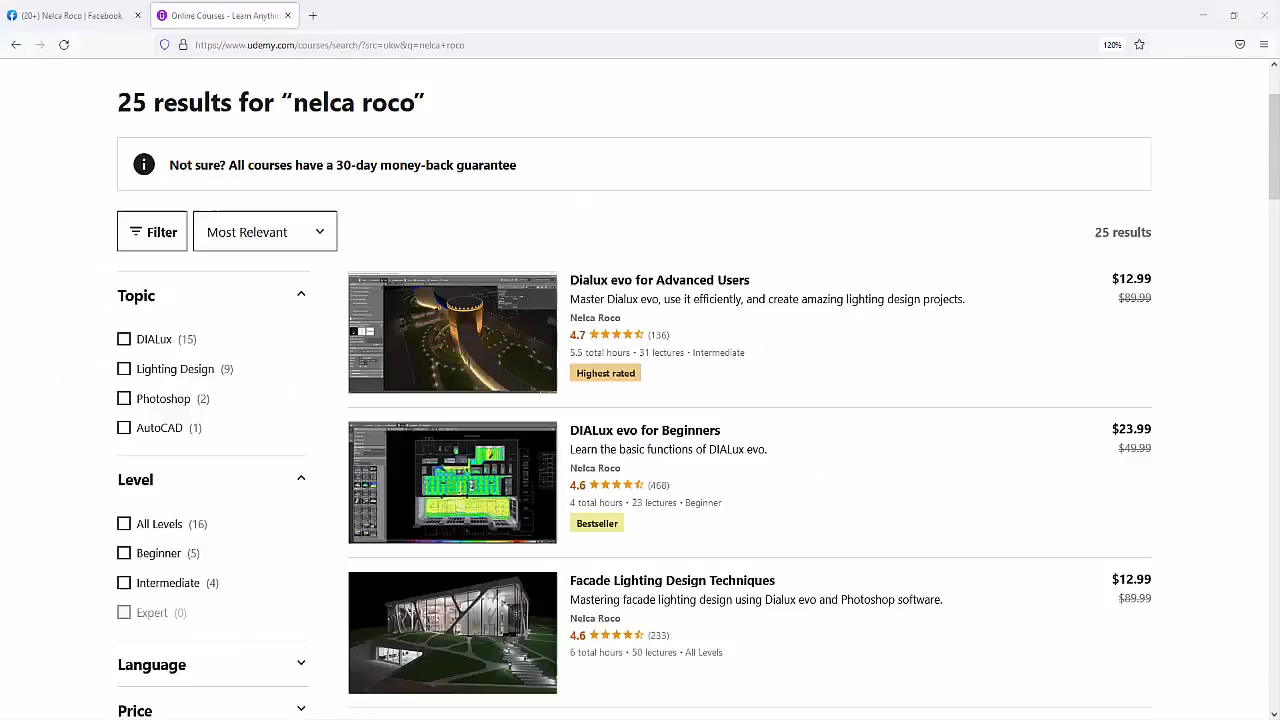 (20+) Nelca Roco | Facebook
Online Courses - Learn Anythin
https://www.udemy.com/courses/search/?src=ukw&q=nelca+roco
120%
25 results for “nelca roco”
Not sure? All courses have a 30-day money-back guarantee
Filter
Most Relevant
25 results
Topic
DIALux (15)
Lighting Design (9)
Photoshop (2)
AutoCAD (1)
Level
All Levels
Beginner
Intermediate (4)
Expert (0)
Language
Price
Dialux evo for Advanced Users
$12.99
Master Dialux evo, use it efficiently, and create amazing lighting design projects.
$89.99
Nelca Roco
4.7 (136)
5.5 total hours • 31 lectures • Intermediate
Highest rated
DIALux evo for Beginners
$23.99
Learn the basic functions of DIALux evo.
Nelca Roco
4.6 (468)
4 total hours • 23 lectures • Beginner
Bestseller
Facade Lighting Design Techniques
$12.99
Mastering facade lighting design using Dialux evo and Photoshop software.
$89.99
Nelca Roco
4.6 (233)
6 total hours • 50 lectures • All Levels